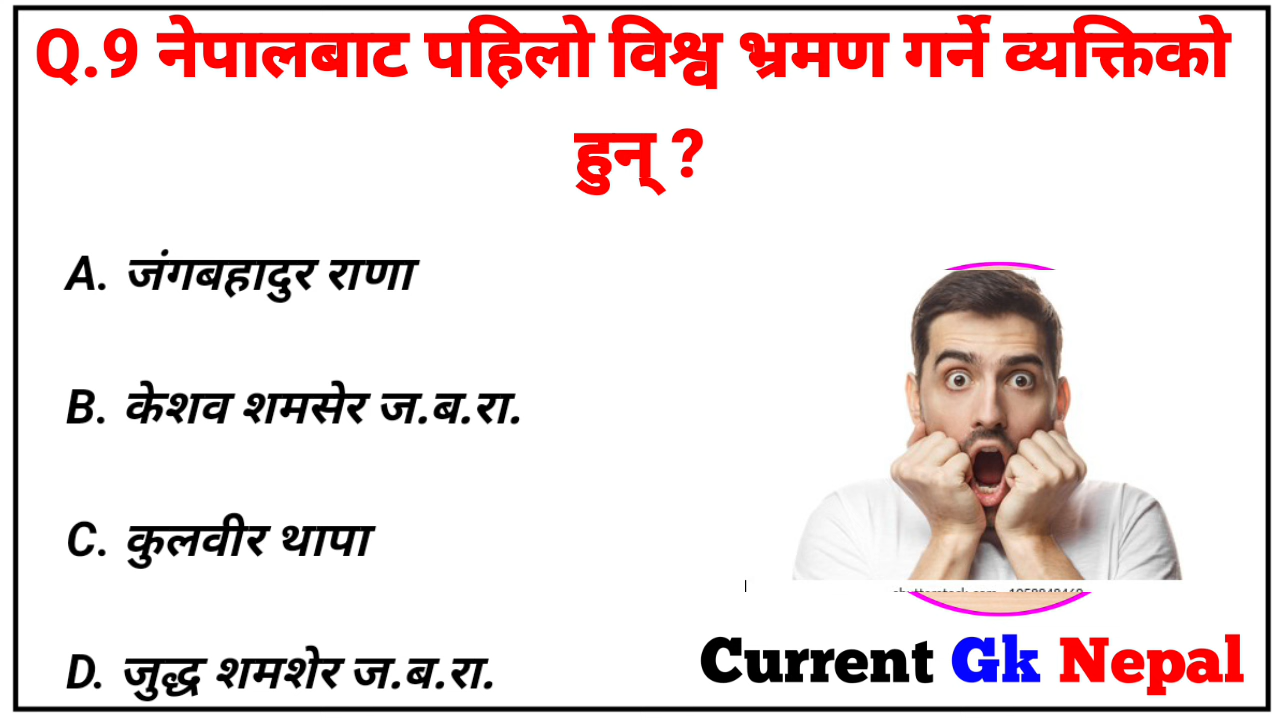 Q.9 नेपालबाट पहिलो विश्व भ्रमण गर्ने व्यक्तिको
हुन् ?
A. जंगबहादुर राणा
B. केशव शमसेर ज.ब.रा.
C. कुलवीर थापा
D. जुद्ध शमशेर ज.ब.रा.
Current Gk Nepal